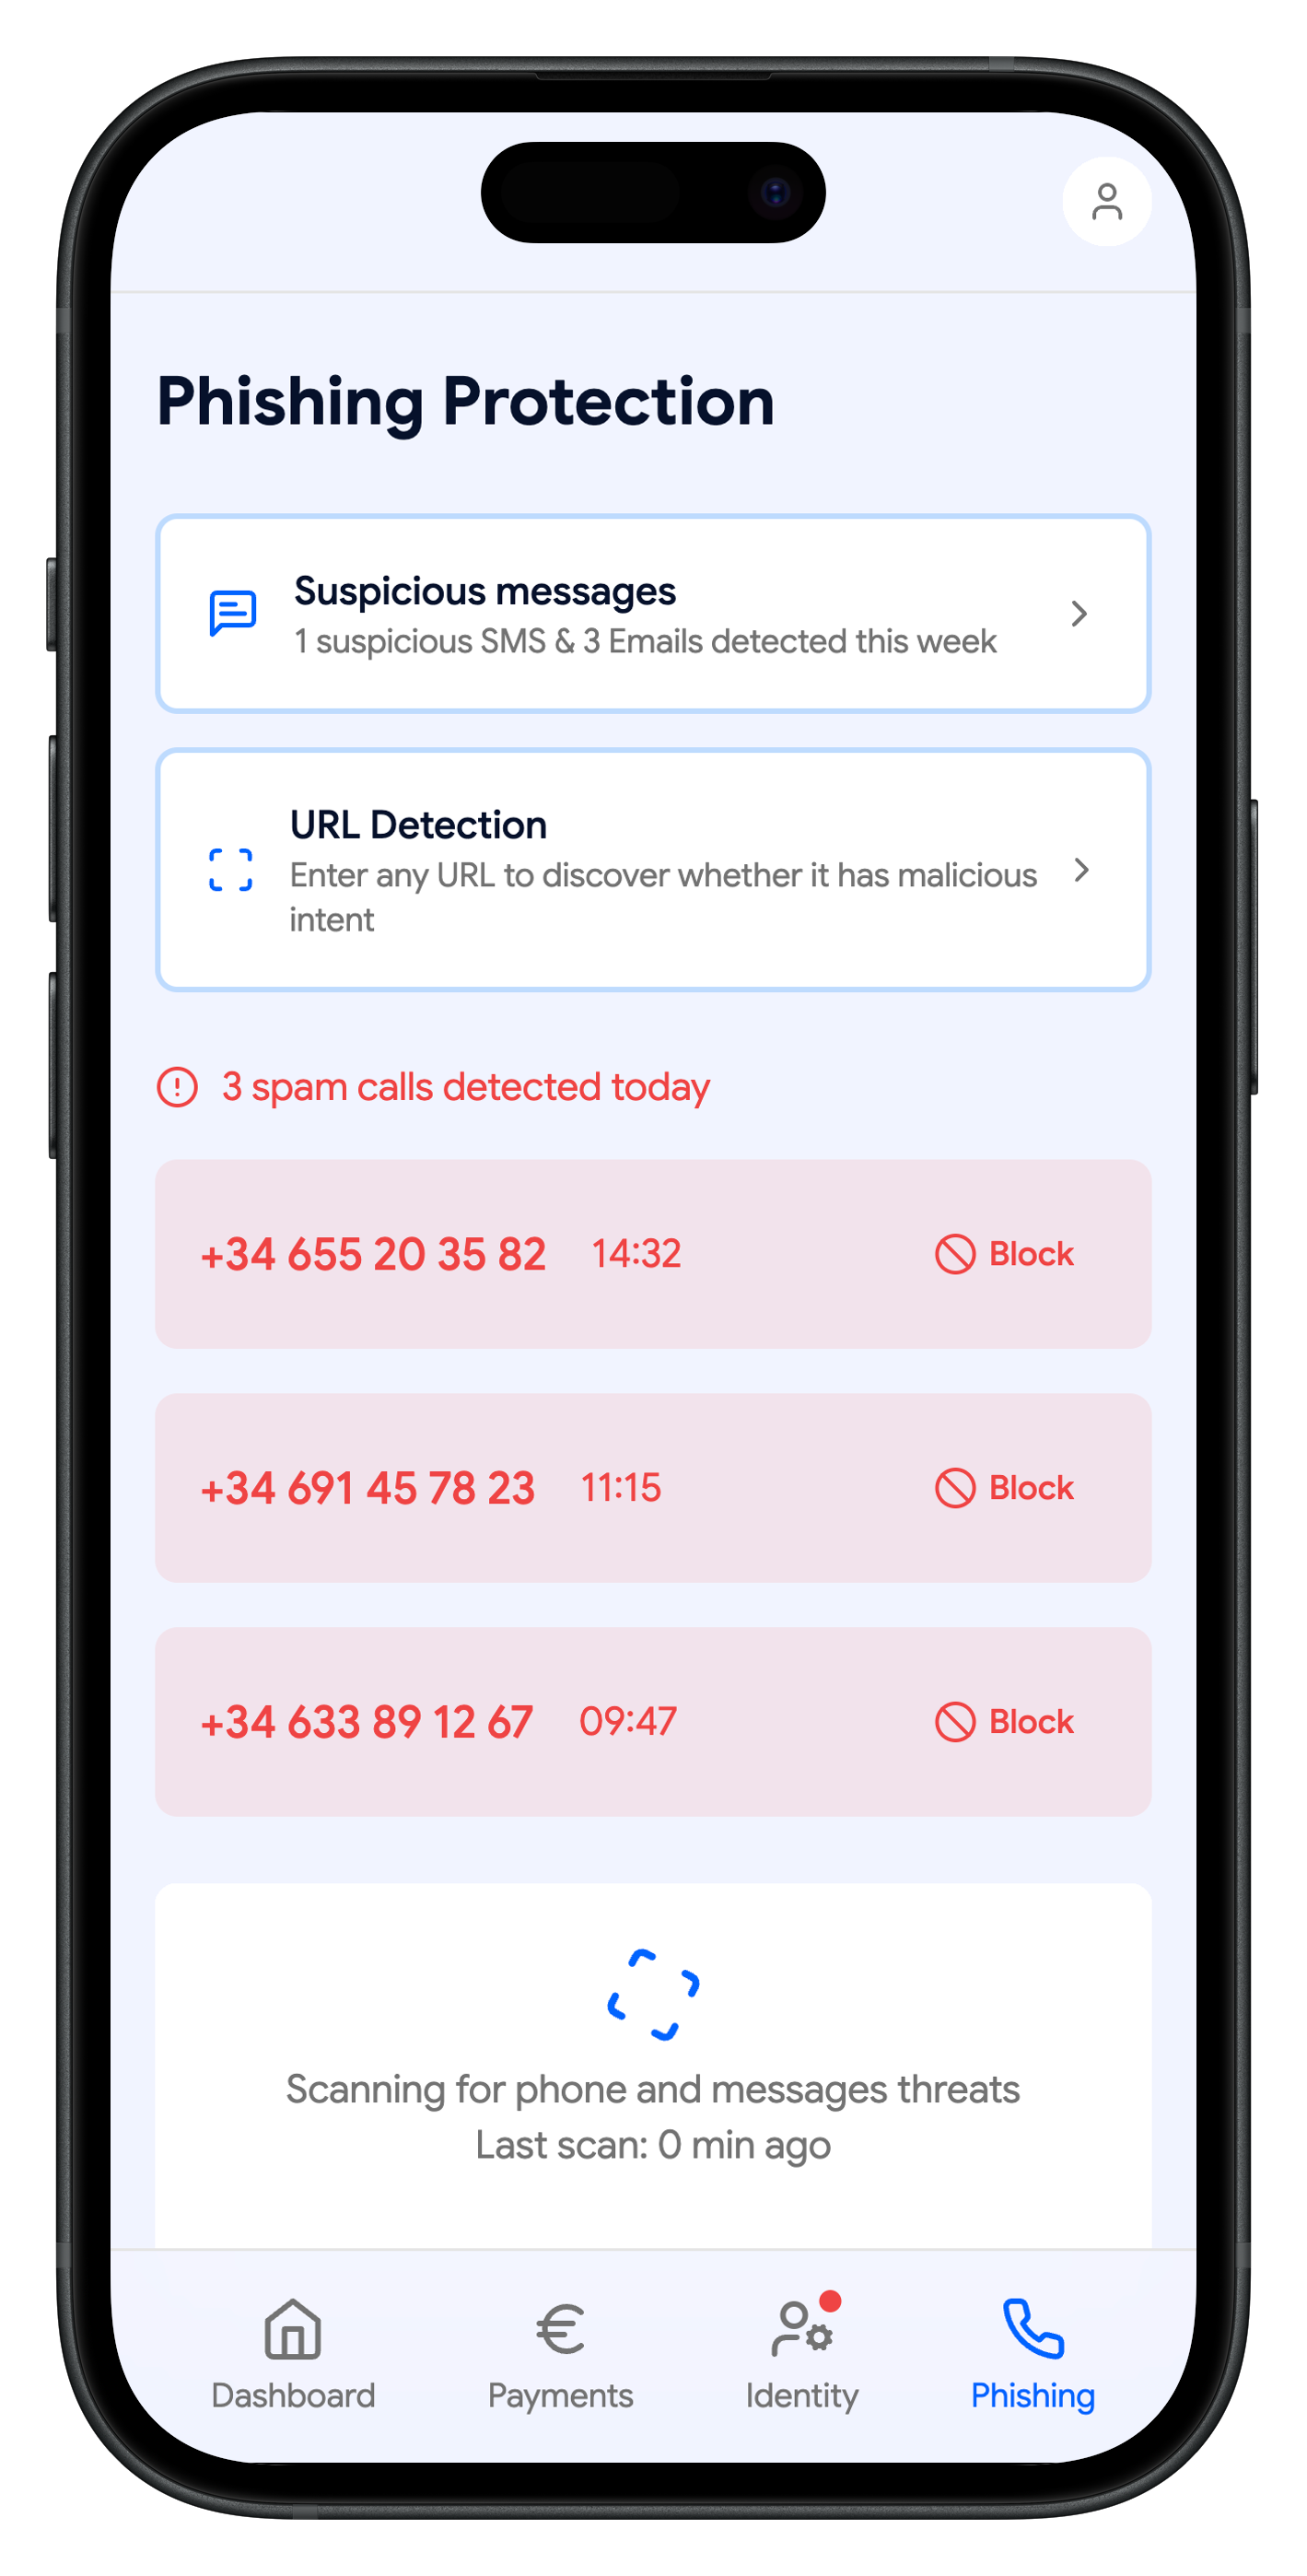 Phishing Protection
Suspicious messages
1 suspicious SMS & 3 Emails detected this week
URL Detection
Enter any URL to discover whether it has malicious
intent
3 spam calls detected today
+34 655 20 35 82 14:32 Block
+34 691 45 78 23 11:15 Block
+34 633 89 12 67 09:47 Block
Scanning for phone and messages threats
Last scan: 0 min ago
Dashboard Payments Identity Phishing